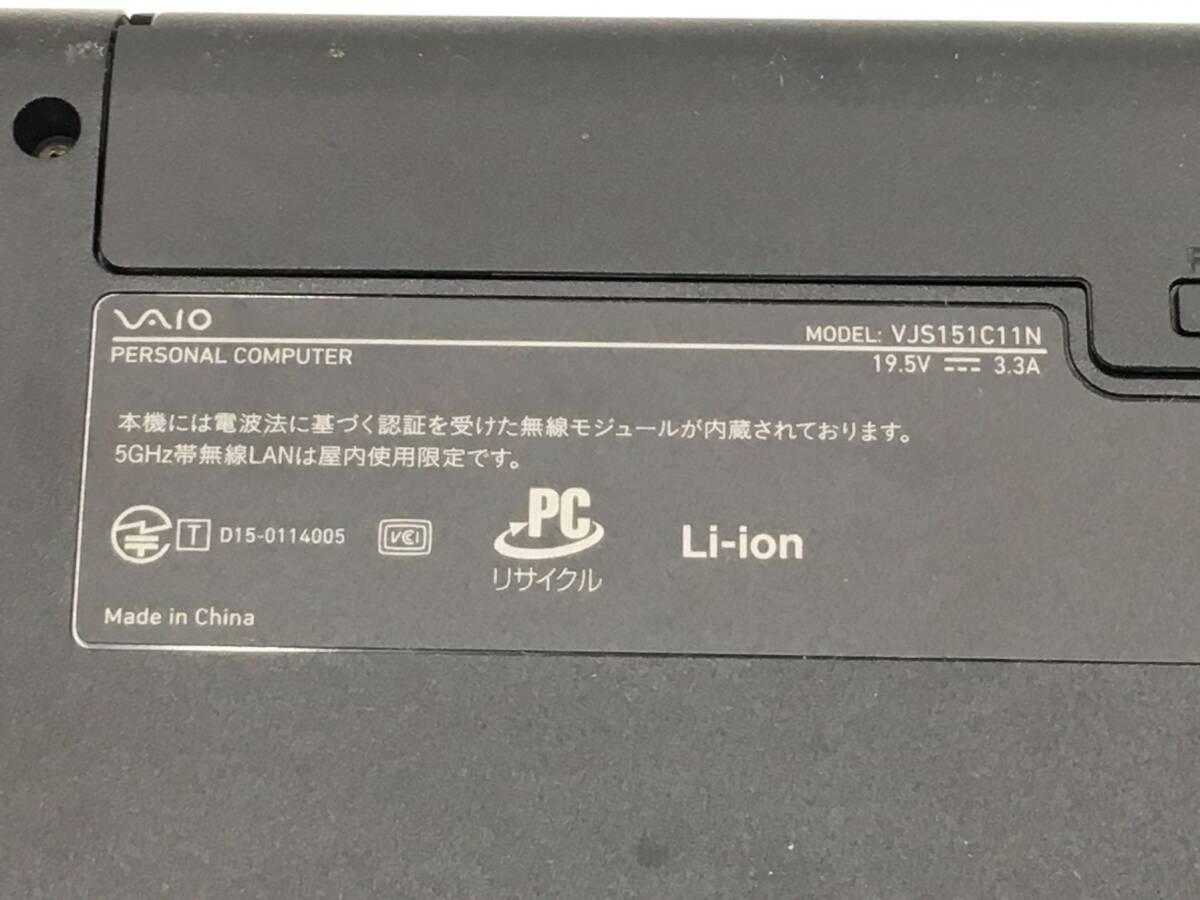 VAIO
MODEL: VJS151C11N
PERSONAL COMPUTER
19.5V ⎓ 3.3A
本機には電波法に基づく認証を受けた無線モジュールが内蔵されております。
5GHz帯無線LANは屋内使用限定です。
T D15-0114005
VCI
PC
リサイクル
Li-ion
Made in China